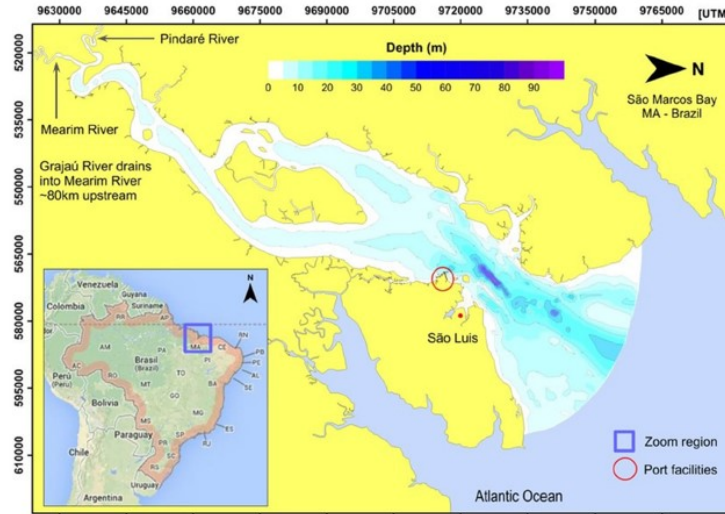 9630000 9645000 9660000 9690000 9705000 9720000 9735000 9750000 9765000 [UTM]
Pindaré River
Depth (m)
0 10 20 30 40 50 60 70 80 90
N
São Marcos Bay
MA - Brazil
Mearim River
Grajaú River drains
into Mearim River
~80km upstream
520000
535000
550000
565000
580000
595000
610000
São Luis
Venezuela
Guyana
Suriname
Colombia
N
RR
AP
AM
PA
MA
CE
RN
PB
PE
AL
SE
PI
AC
RO
TO
Perú
(Peru)
Brasil
(Brazil)
MT
BA
GO
Bolivia
MG
ES
MS
SP
RJ
Paraguay
PR
SC
Chile
RS
Uruguay
Argentina
Zoom region
Port facilities
Atlantic Ocean